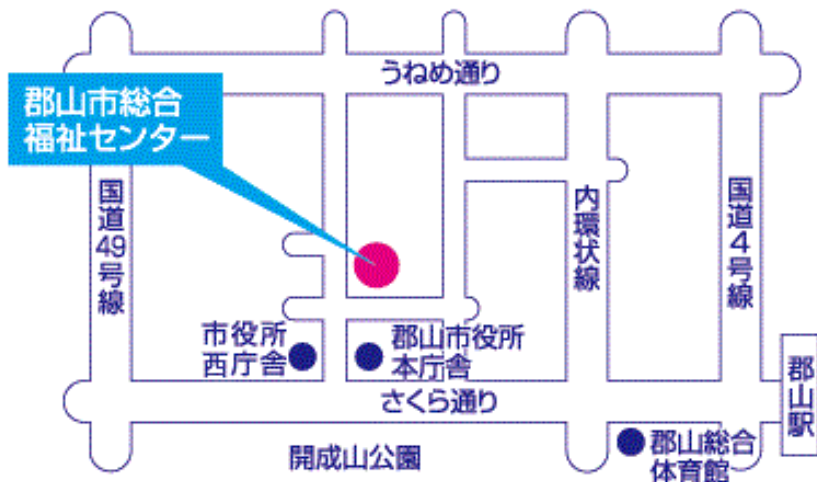 うねめ通り
郡山市総合
福祉センター
国道49号線
内環状線
国道4号線
市役所
西庁舎
郡山市役所
本庁舎
さくら通り
郡山駅
開成山公園
郡山総合
体育館